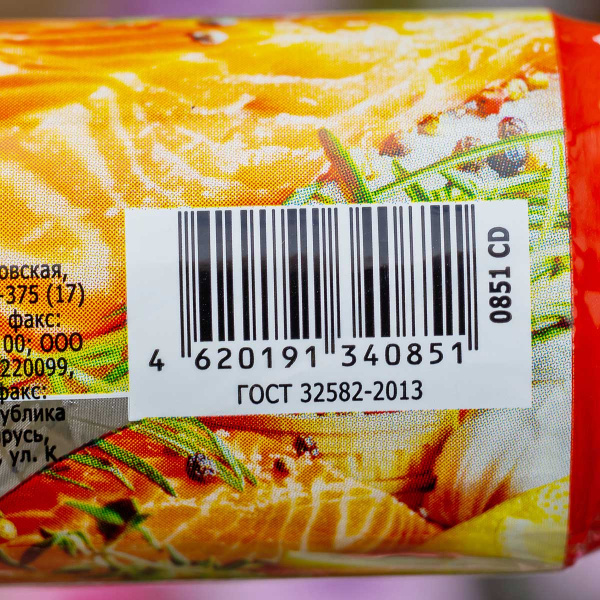 овская,
-375 (17)
факс:
00; ООО
220099,
факс:
ублика
арусь,
, ул. К
4 620191 340851
ГОСТ 32582-2013
0851 CD